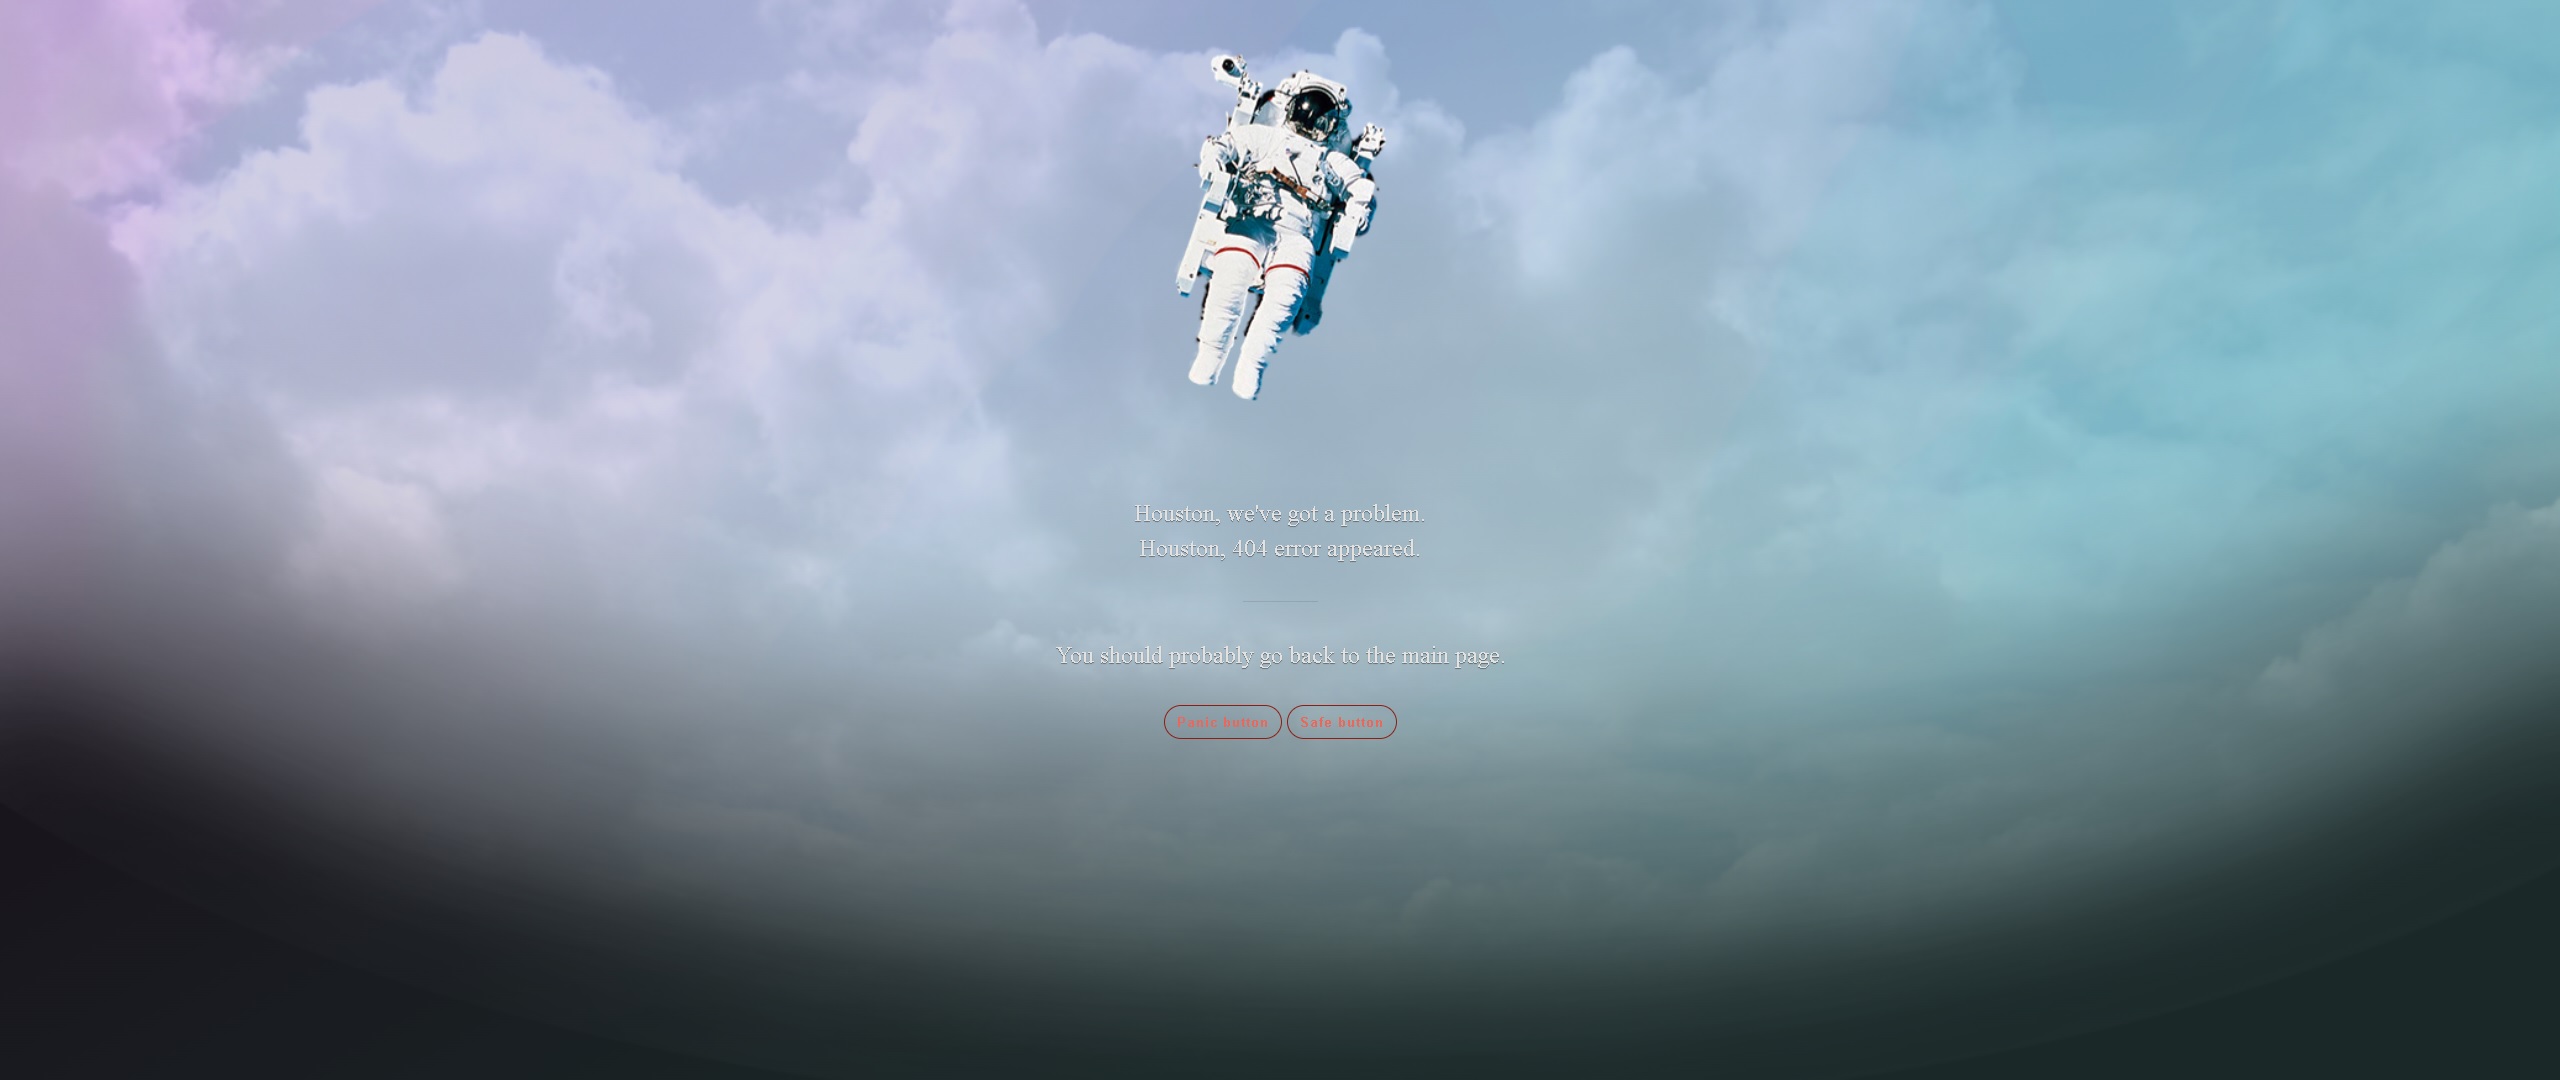 Houston, we've got a problem.
Houston, 404 error appeared.
You should probably go back to the main page.
Panic button
Safe button